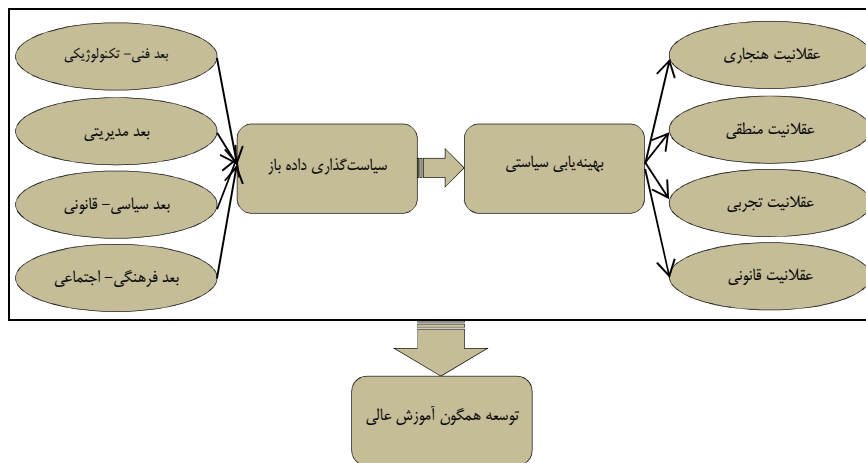 بعد فنی- تکنولوژیکی
بعد مدیریتی
بعد سیاسی- قانونی
بعد فرهنگی- اجتماعی
سیاست‌گذاری داده باز
بهینه‌یابی سیاستی
عقلانیت هنجاری
عقلانیت منطقی
عقلانیت تجربی
عقلانیت قانونی
توسعه همگون آموزش عالی